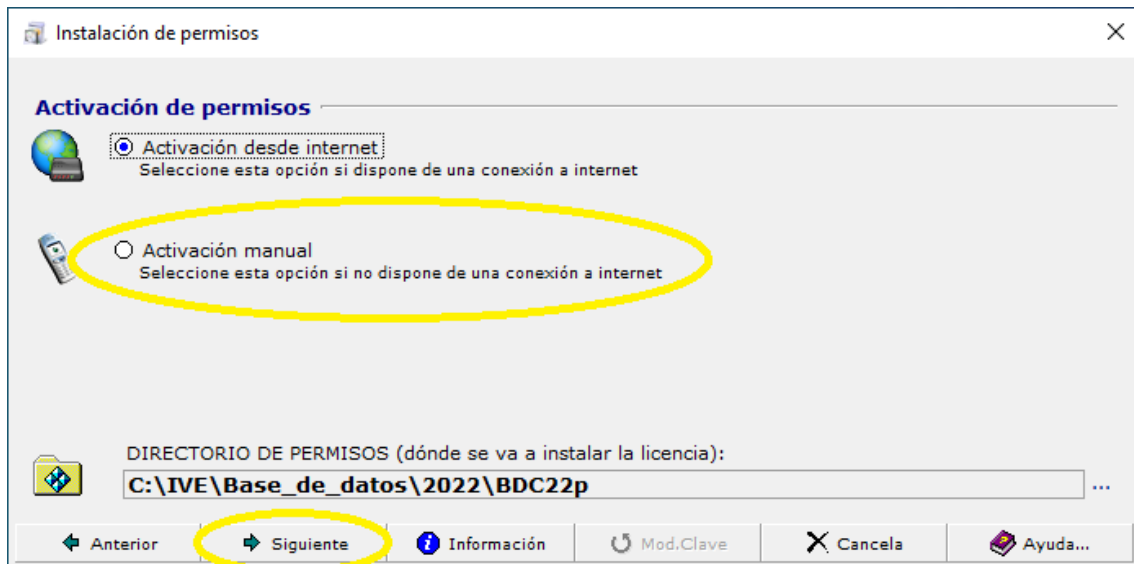 Instalación de permisos
Activación de permisos
Activación desde internet
Seleccione esta opción si dispone de una conexión a internet
Activación manual
Seleccione esta opción si no dispone de una conexión a internet
DIRECTORIO DE PERMISOS (dónde se va a instalar la licencia):
C:\IVE\Base_de_datos\2022\BDC22p
...
Anterior Siguiente Información Mod.Clave Cancela Ayuda...